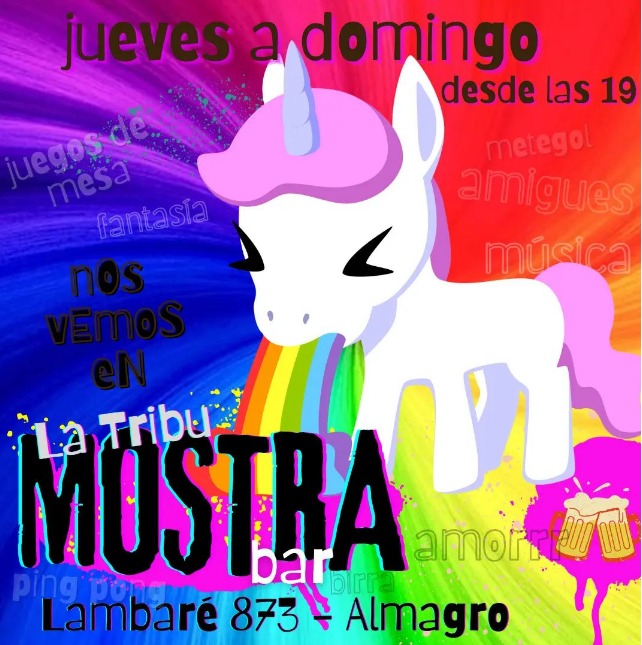 jueves a domingo
desde las 19
juegos de
mesa
fantasía
metegol
amigues
música
nos
vemos
en
La Tribu
MOSTRA
bar
amorrr
ping pong
birra
Lambaré 873 - Almagro